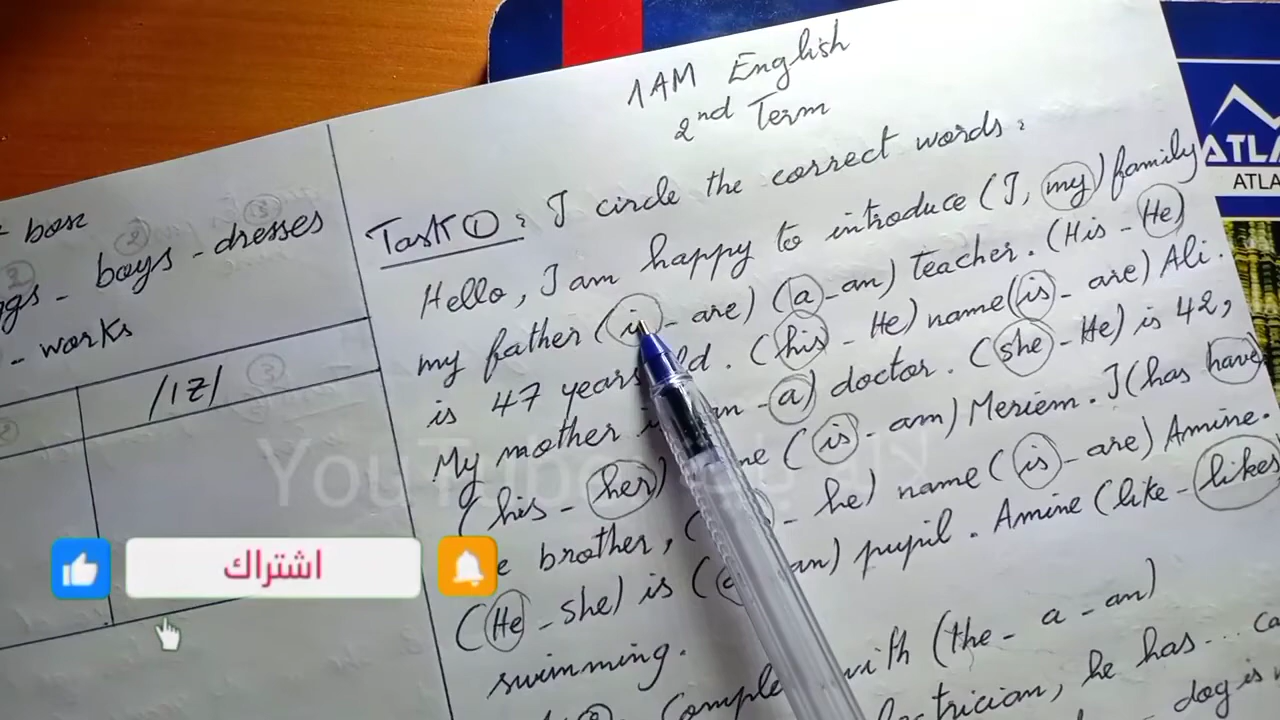 1AM English
2nd Term
Task ① : I circle the correct words :
Hello, I am happy to introduce (I, my) family
my father (is - are) (a - an) teacher. (His - He)
is 47 years old. (his - He) name (is - are) Ali.
My mother is an - a) doctor. (she - He) is 42,
(his - her) (is - am) Meriem. I (has have)
brother, - he) name (is - are) Amine.
(He - she) is an) pupil. Amine (like - likes)
swimming.
with (the - a - an)
he has ...
dog is
box
boys - dresses
- works
/IZ/
YouTube
اشتراك
ATLA
ATLA